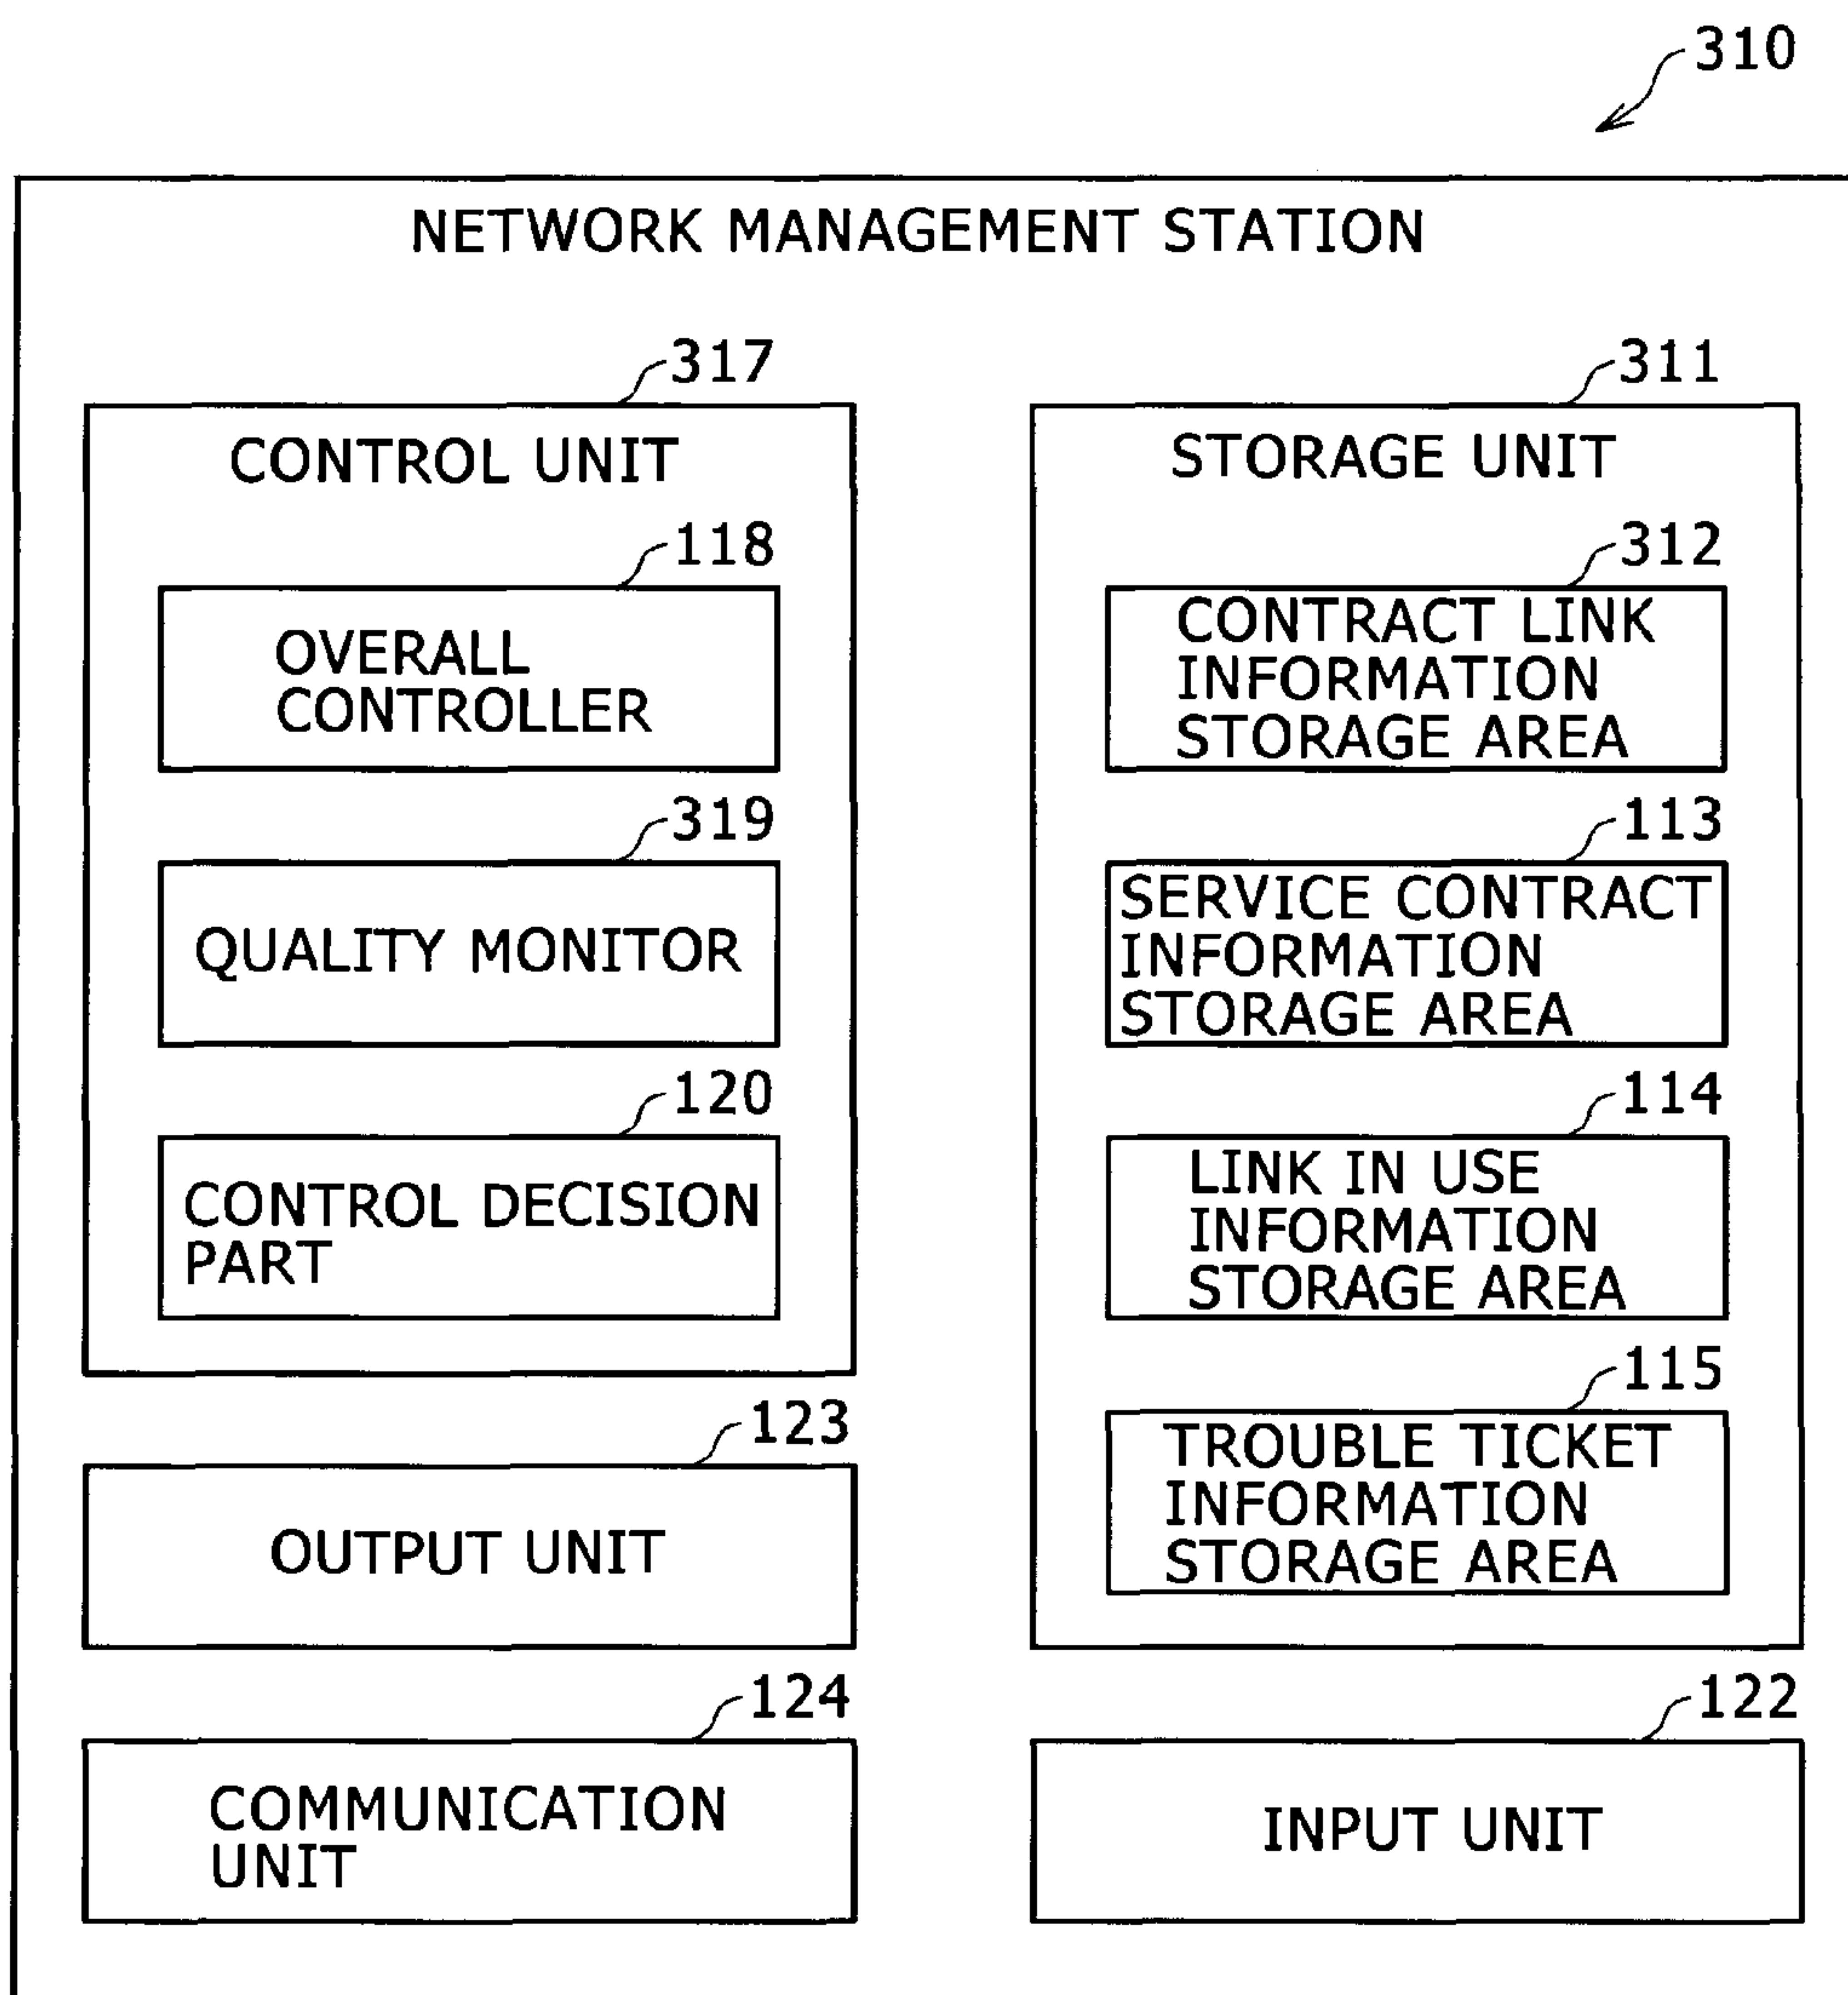 310
NETWORK MANAGEMENT STATION
317
CONTROL UNIT
118
OVERALL
CONTROLLER
319
QUALITY MONITOR
120
CONTROL DECISION
PART
123
OUTPUT UNIT
124
COMMUNICATION
UNIT
311
STORAGE UNIT
312
CONTRACT LINK
INFORMATION
STORAGE AREA
113
SERVICE CONTRACT
INFORMATION
STORAGE AREA
114
LINK IN USE
INFORMATION
STORAGE AREA
115
TROUBLE TICKET
INFORMATION
STORAGE AREA
122
INPUT UNIT